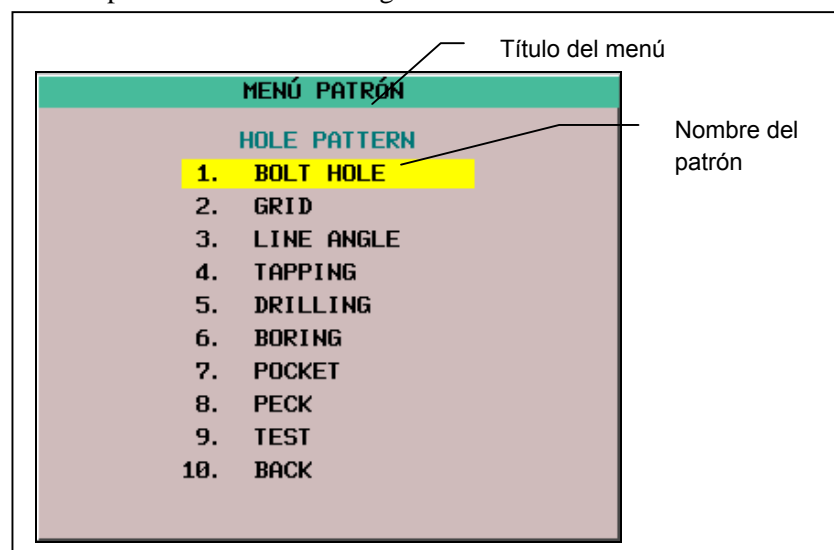 Título del menú
MENÚ PATRÓN
Nombre del
patrón
HOLE PATTERN
1. BOLT HOLE
2. GRID
3. LINE ANGLE
4. TAPPING
5. DRILLING
6. BORING
7. POCKET
8. PECK
9. TEST
10. BACK